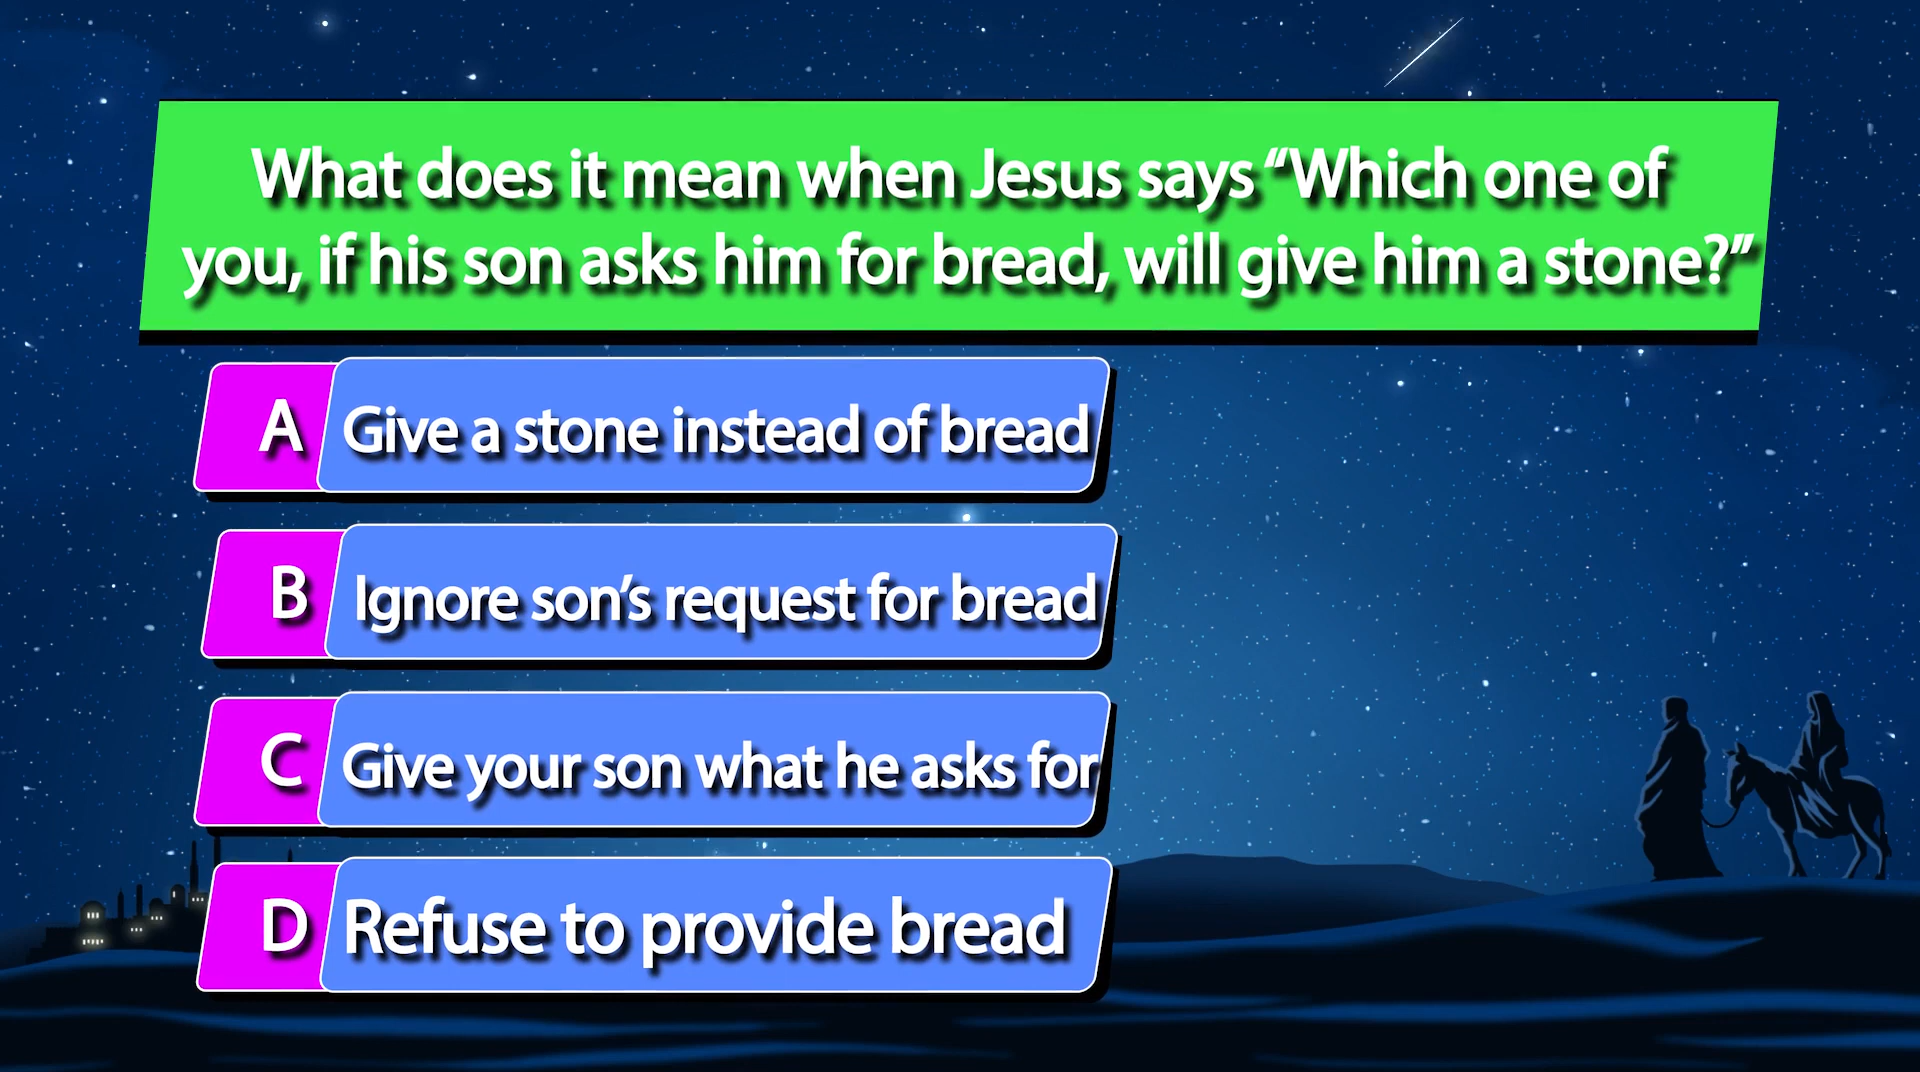 What does it mean when Jesus says “Which one of
you, if his son asks him for bread, will give him a stone?”
A Give a stone instead of bread
B Ignore son’s request for bread
C Give your son what he asks for
D Refuse to provide bread